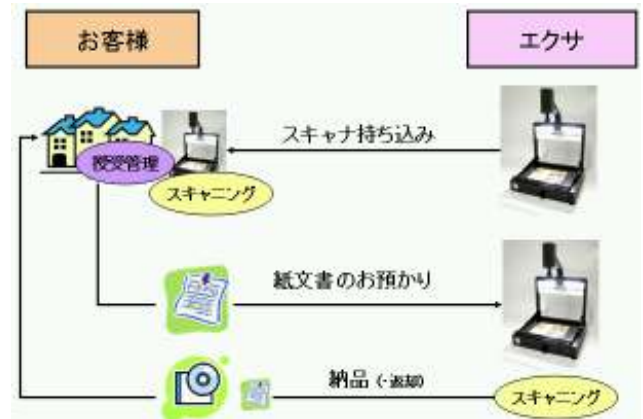 お客様
エクサ
スキャナ持ち込み
授受管理
スキャニング
紙文書のお預かり
納品（・返却）
スキャニング